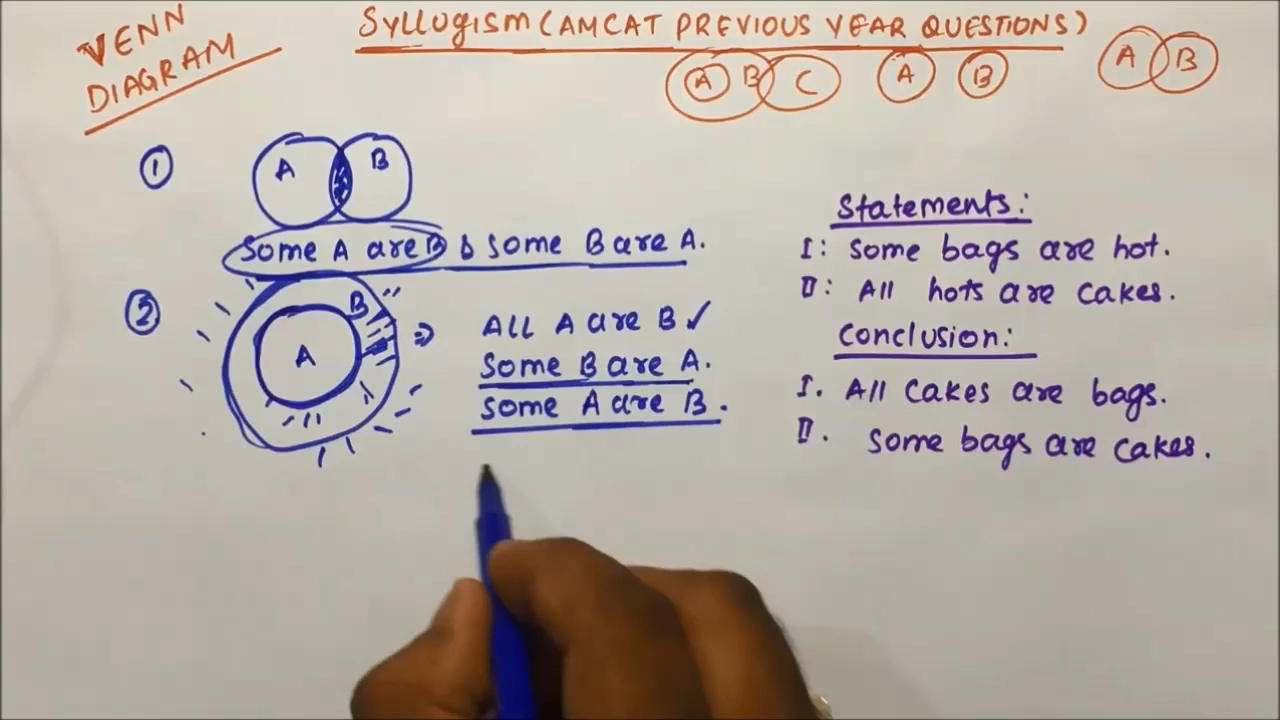 VENN
DIAGRAM
Syllogism (AMCAT PREVIOUS YEAR QUESTIONS)
A B C A B A B
1
A B
Some A are B & some B are A.
2
B
A
⇒ All A are B ✓
Some B are A.
Some A are B.
Statements:
I: Some bags are hot.
II: All hots are cakes.
Conclusion:
I. All cakes are bags.
II. Some bags are cakes.